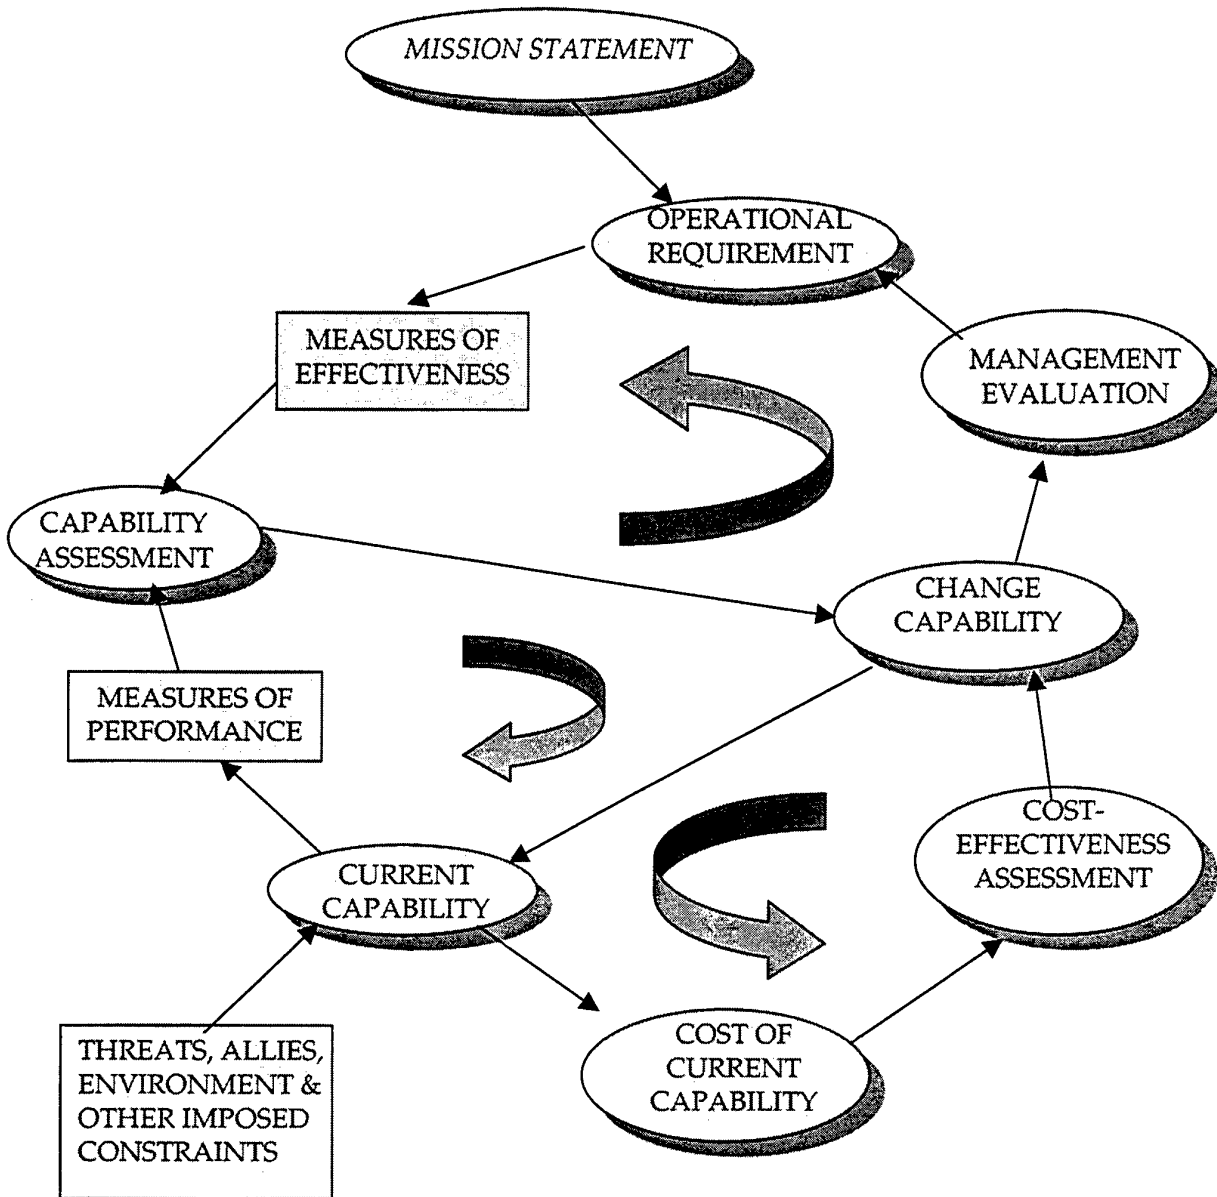 MISSION STATEMENT
OPERATIONAL
REQUIREMENT
MEASURES OF
EFFECTIVENESS
MANAGEMENT
EVALUATION
CAPABILITY
ASSESSMENT
CHANGE
CAPABILITY
MEASURES OF
PERFORMANCE
COST-
EFFECTIVENESS
ASSESSMENT
CURRENT
CAPABILITY
THREATS, ALLIES,
ENVIRONMENT &
OTHER IMPOSED
CONSTRAINTS
COST OF
CURRENT
CAPABILITY